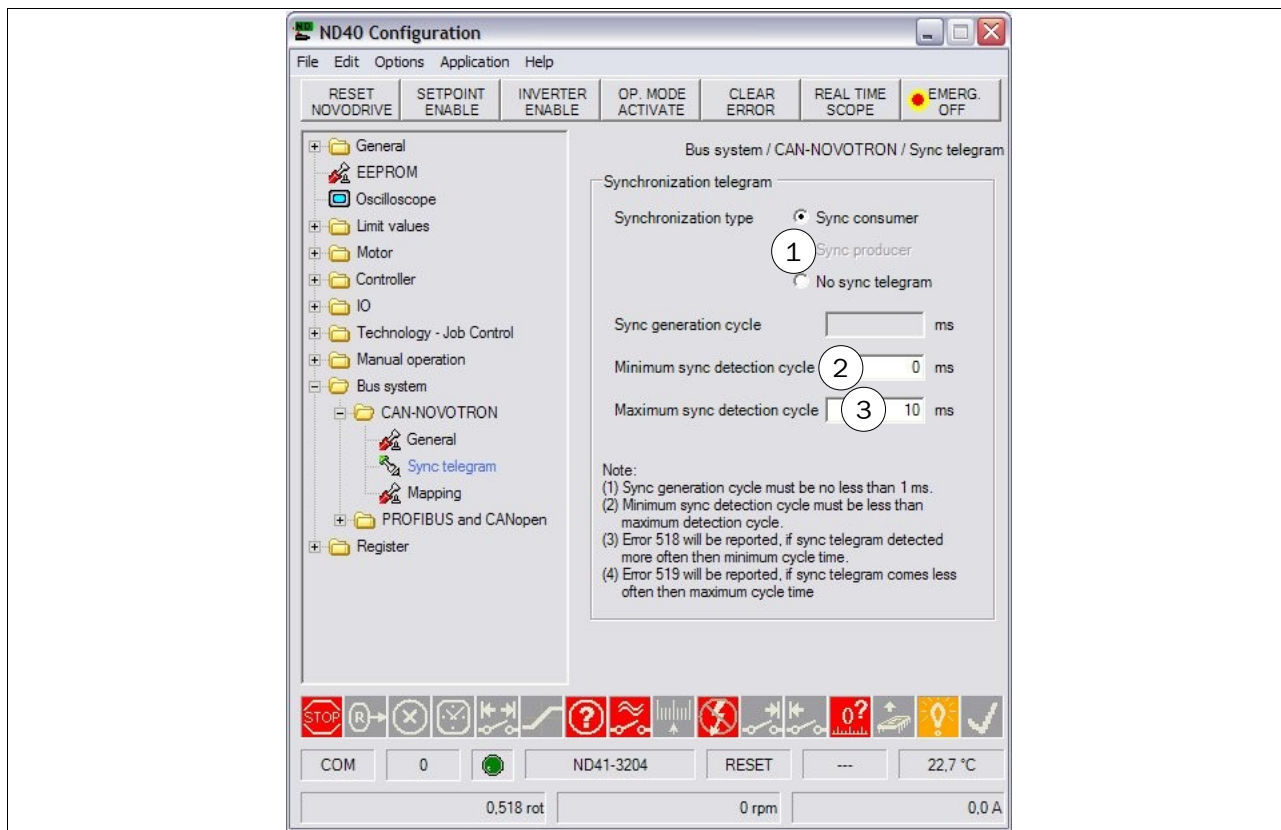 ND40 Configuration
File Edit Options Application Help
RESET NOVODRIVE
SETPOINT ENABLE
INVERTER ENABLE
OP. MODE ACTIVATE
CLEAR ERROR
REAL TIME SCOPE
EMERG. OFF
General
EEPROM
Oscilloscope
Limit values
Motor
Controller
IO
Technology - Job Control
Manual operation
Bus system
CAN-NOVOTRON
General
Sync telegram
Mapping
PROFIBUS and CANopen
Register
Bus system / CAN-NOVOTRON / Sync telegram
Synchronization telegram
Synchronization type
Sync consumer
1 Sync producer
No sync telegram
Sync generation cycle ms
Minimum sync detection cycle 2 0 ms
Maximum sync detection cycle 3 10 ms
Note:
(1) Sync generation cycle must be no less than 1 ms.
(2) Minimum sync detection cycle must be less than
maximum detection cycle.
(3) Error 518 will be reported, if sync telegram detected
more often then minimum cycle time.
(4) Error 519 will be reported, if sync telegram comes less
often then maximum cycle time
STOP R ? 0?
COM 0 ND41-3204 RESET --- 22,7 °C
0,518 rot 0 rpm 0,0 A